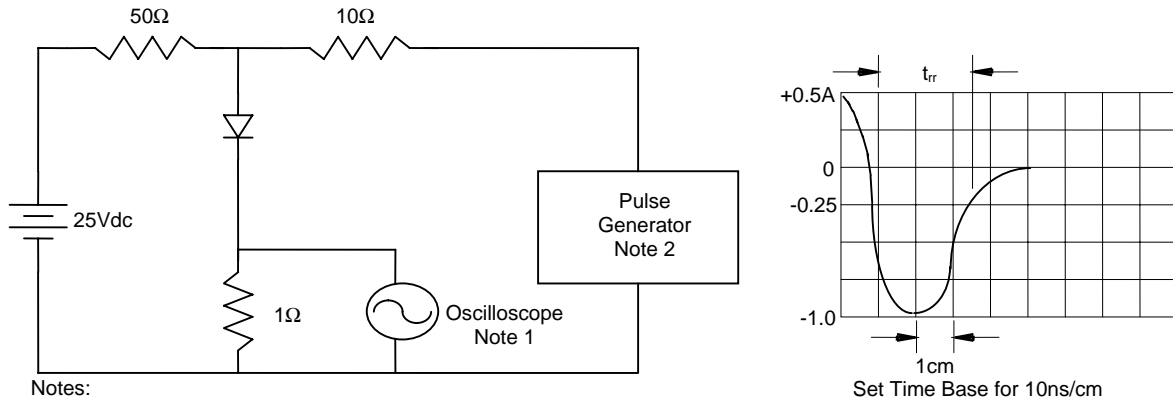 50Ω
10Ω
25Vdc
1Ω
Oscilloscope
Note 1
Pulse
Generator
Note 2
Notes:
trr
+0.5A
0
-0.25
-1.0
1cm
Set Time Base for 10ns/cm